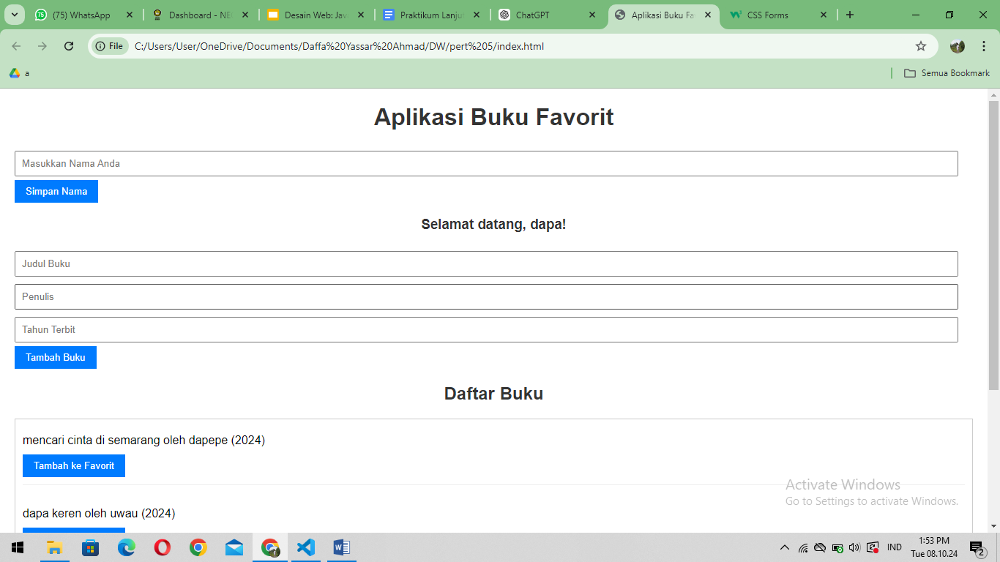 (75) WhatsApp
Dashboard - NE
Desain Web: Jav
Praktikum Lanju
ChatGPT
Aplikasi Buku Fa
CSS Forms
File
C:/Users/User/OneDrive/Documents/Daffa%20Yassar%20Ahmad/DW/pert%205/index.html
a
Semua Bookmark
Aplikasi Buku Favorit
Masukkan Nama Anda
Simpan Nama
Selamat datang, dapa!
Judul Buku
Penulis
Tahun Terbit
Tambah Buku
Daftar Buku
mencari cinta di semarang oleh dapepe (2024)
Tambah ke Favorit
Activate Windows
Go to Settings to activate Windows.
dapa keren oleh uwau (2024)
IND
1:53 PM
Tue 08.10.24
2